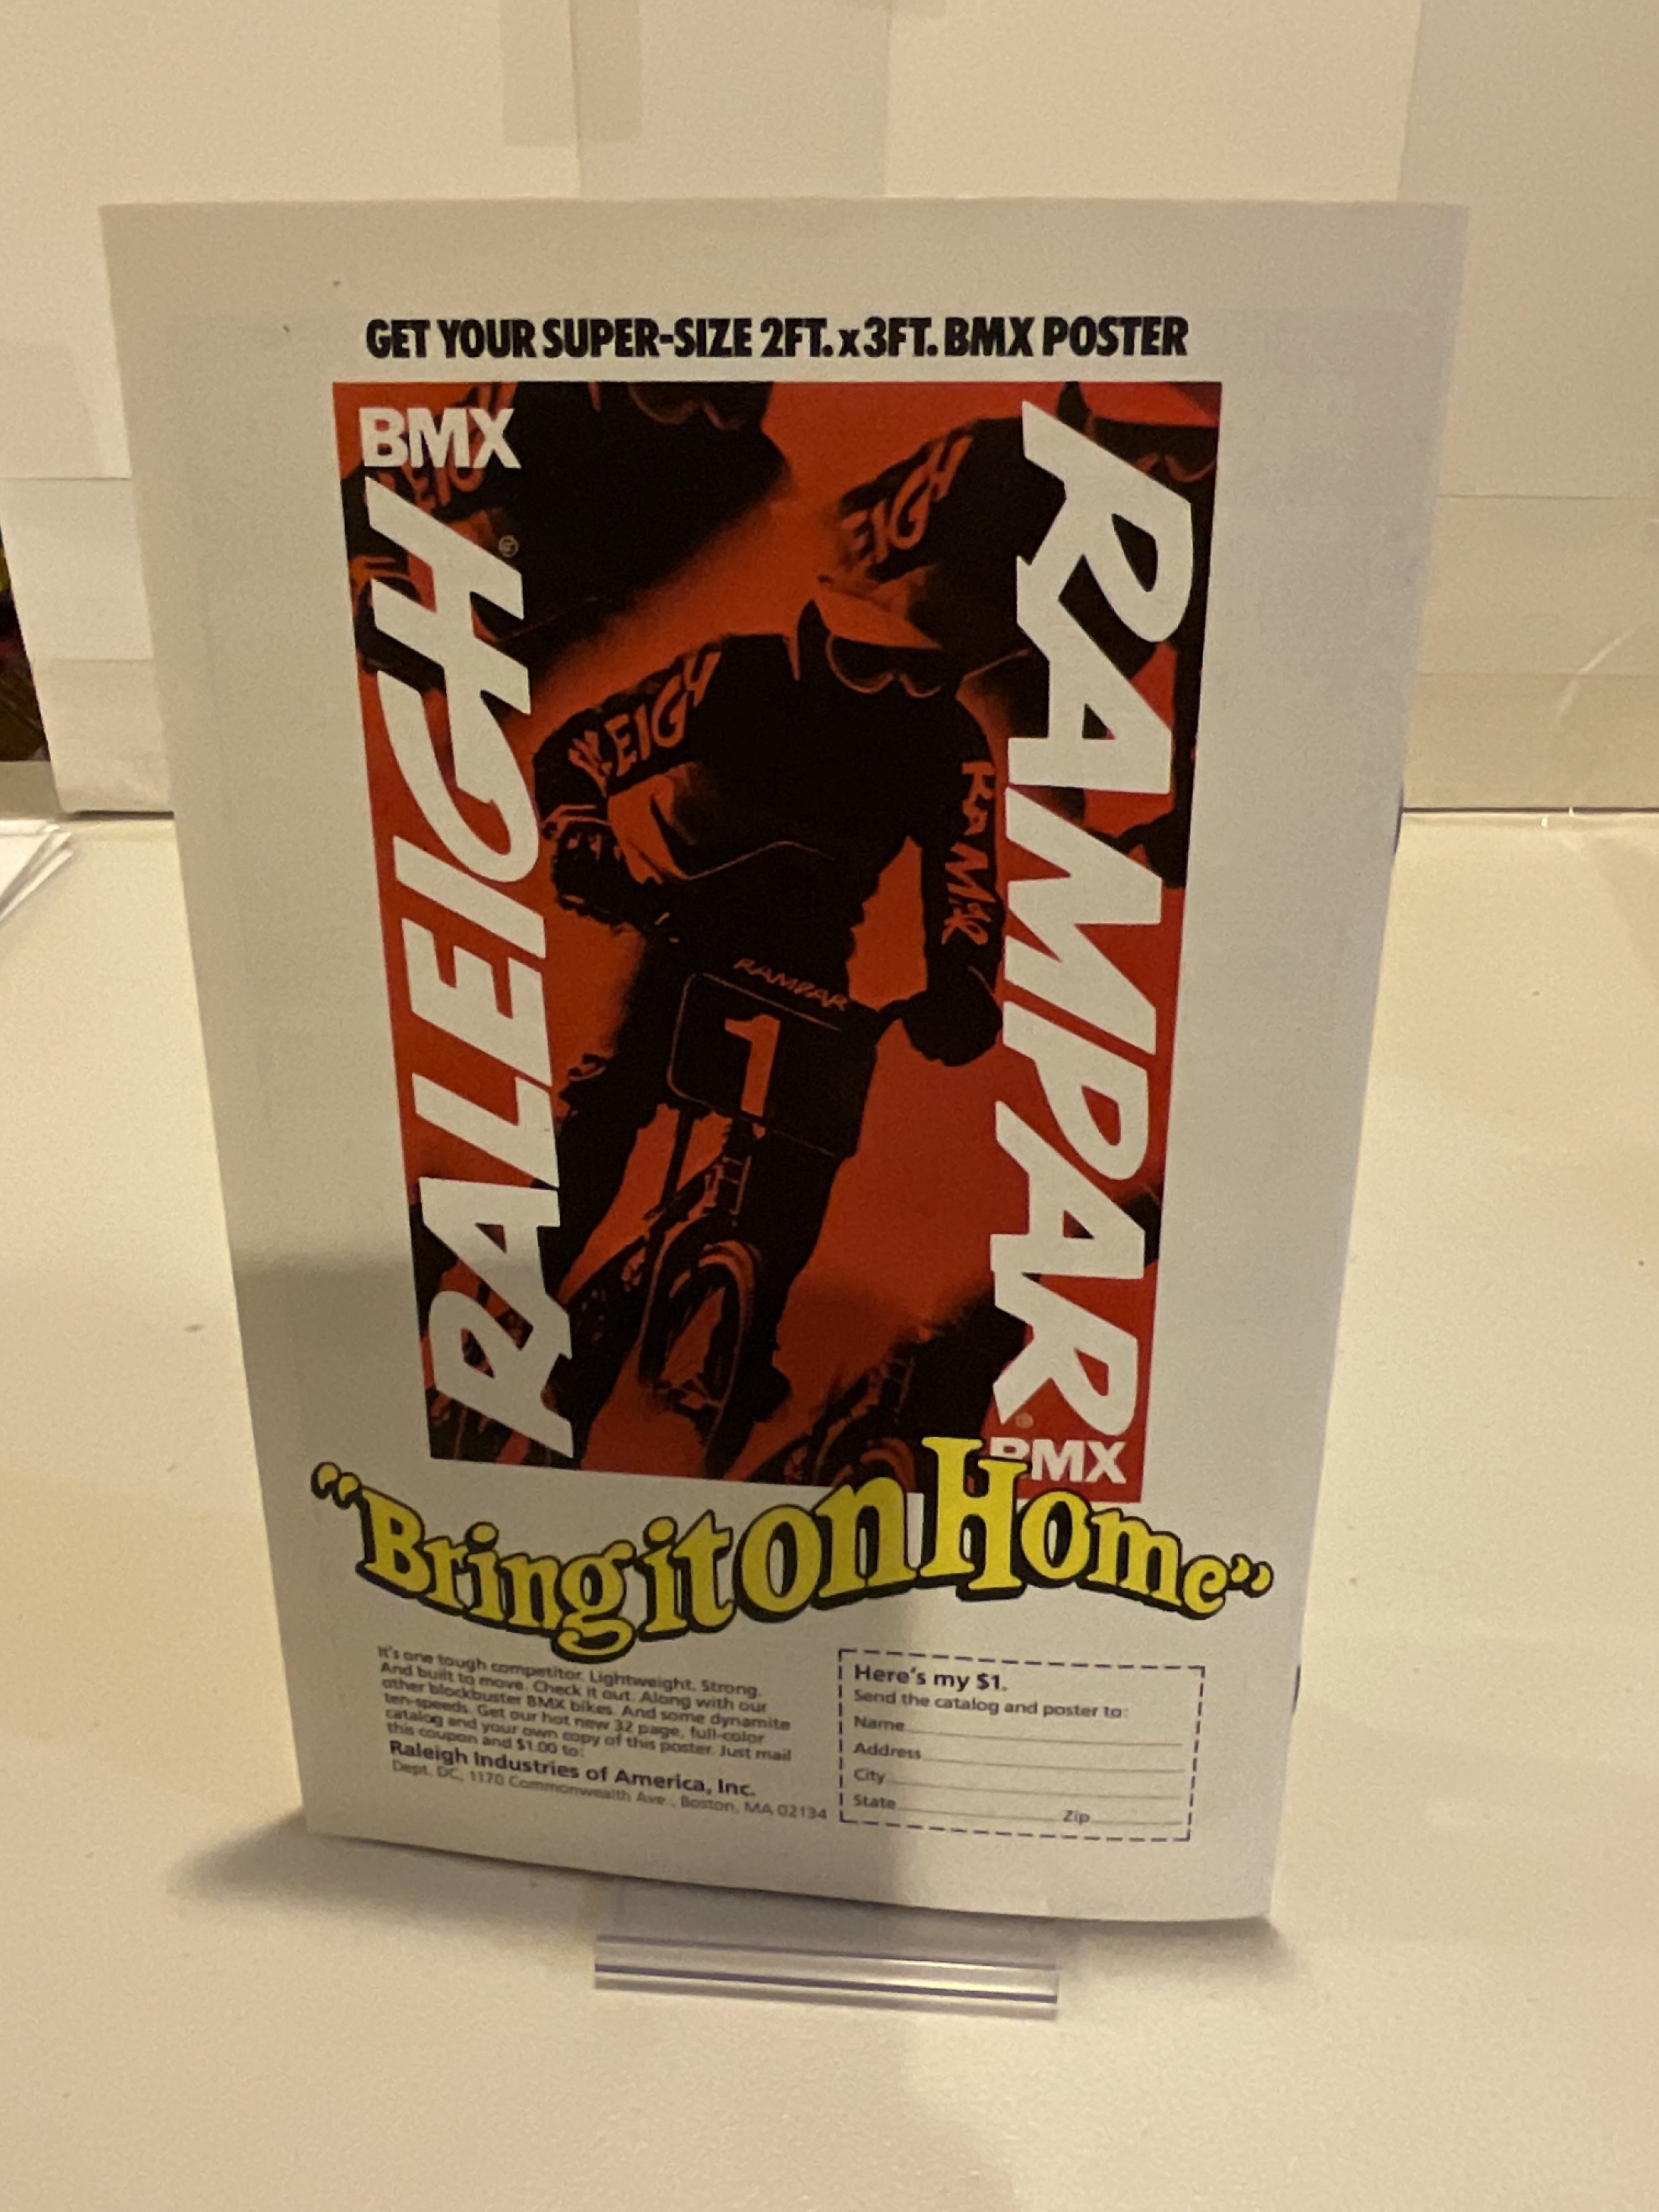 GET YOUR SUPER-SIZE 2FT. x 3FT. BMX POSTER
BMX
RALEIGH®
RAMPAR®
BMX
EIGH
EIGH
LEIGH
RAMPAR
1
"Bring it on Home"
It's one tough competitor. Lightweight. Strong.
And built to move. Check it out. Along with our
other blockbuster BMX bikes. And some dynamite
ten-speeds. Get our hot new 32 page, full-color
catalog and your own copy of this poster. Just mail
this coupon and $1.00 to:
Raleigh Industries of America, Inc.
Dept. DC, 1170 Commonwealth Ave., Boston, MA 02134
Here's my $1.
Send the catalog and poster to:
Name
Address
City
State Zip